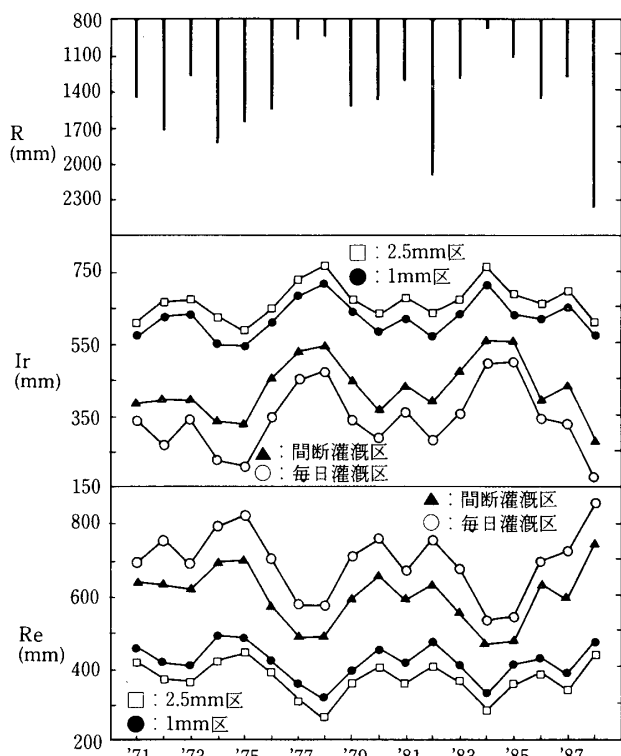 800
1100
1400
R
(mm)
1700
2000
2300
□ : 2.5mm区
● : 1mm区
750
550
Ir
(mm)
350
150
▲ : 間断灌漑区
○ : 毎日灌漑区
▲ : 間断灌漑区
○ : 毎日灌漑区
800
600
Re
(mm)
400
200
□ : 2.5mm区
● : 1mm区
'71 '73 '75 '77 '79 '81 '83 '85 '87